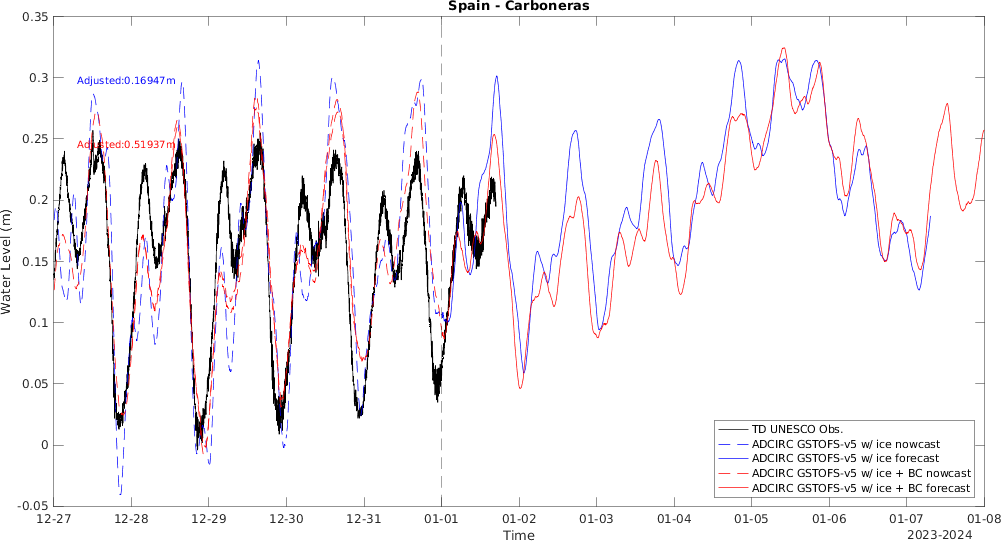 Spain - Carboneras
Water Level (m)
0.35
0.3
0.25
0.2
0.15
0.1
0.05
0
-0.05
Adjusted:0.16947m
Adjusted:0.51937m
TD UNESCO Obs.
ADCIRC GSTOFS-v5 w/ ice nowcast
ADCIRC GSTOFS-v5 w/ ice forecast
ADCIRC GSTOFS-v5 w/ ice + BC nowcast
ADCIRC GSTOFS-v5 w/ ice + BC forecast
12-27 12-28 12-29 12-30 12-31 01-01 01-02 01-03 01-04 01-05 01-06 01-07 01-08
Time
2023-2024